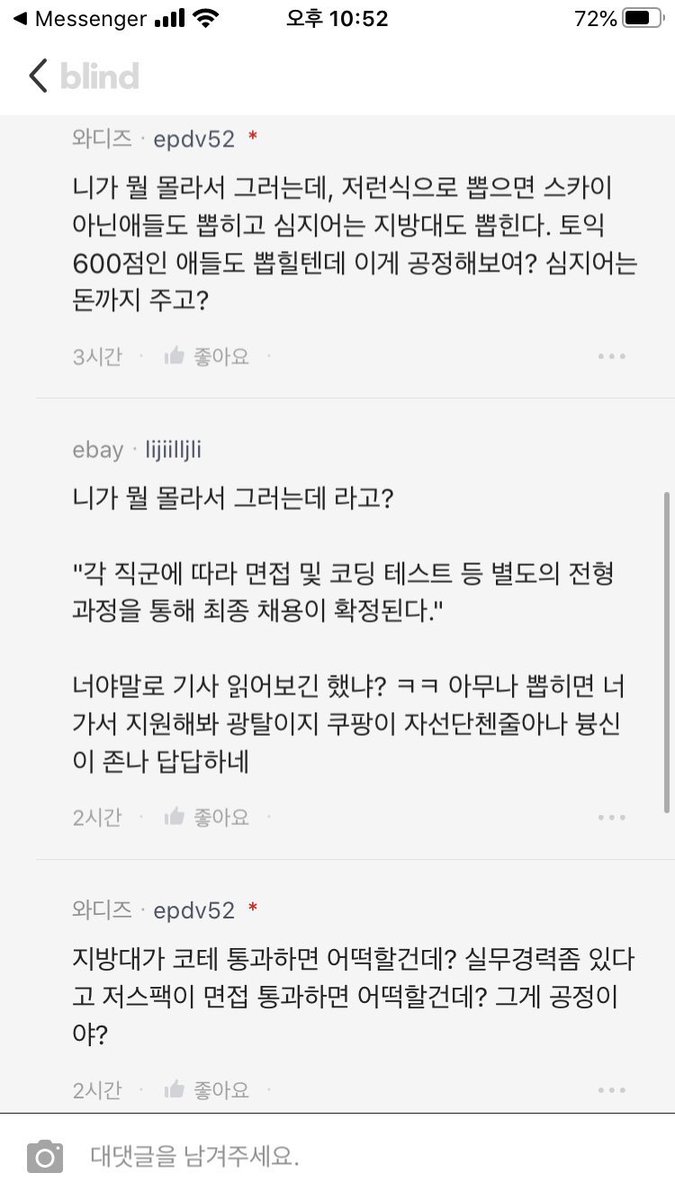 Messenger 오후 10:52 72%
blind
와디즈 · epdv52 *
니가 뭘 몰라서 그러는데, 저런식으로 뽑으면 스카이
아닌애들도 뽑히고 심지어는 지방대도 뽑힌다. 토익
600점인 애들도 뽑힐텐데 이게 공정해보여? 심지어는
돈까지 주고?
3시간 · 좋아요 ·
ebay · lijiilljli
니가 뭘 몰라서 그러는데 라고?
"각 직군에 따라 면접 및 코딩 테스트 등 별도의 전형
과정을 통해 최종 채용이 확정된다."
너야말로 기사 읽어보긴 했냐? ㅋㅋ 아무나 뽑히면 너
가서 지원해봐 광탈이지 쿠팡이 자선단첸줄아나 븅신
이 존나 답답하네
2시간 · 좋아요 ·
와디즈 · epdv52 *
지방대가 코테 통과하면 어떡할건데? 실무경력좀 있다
고 저스팩이 면접 통과하면 어떡할건데? 그게 공정이
야?
2시간 · 좋아요 ·
대댓글을 남겨주세요.